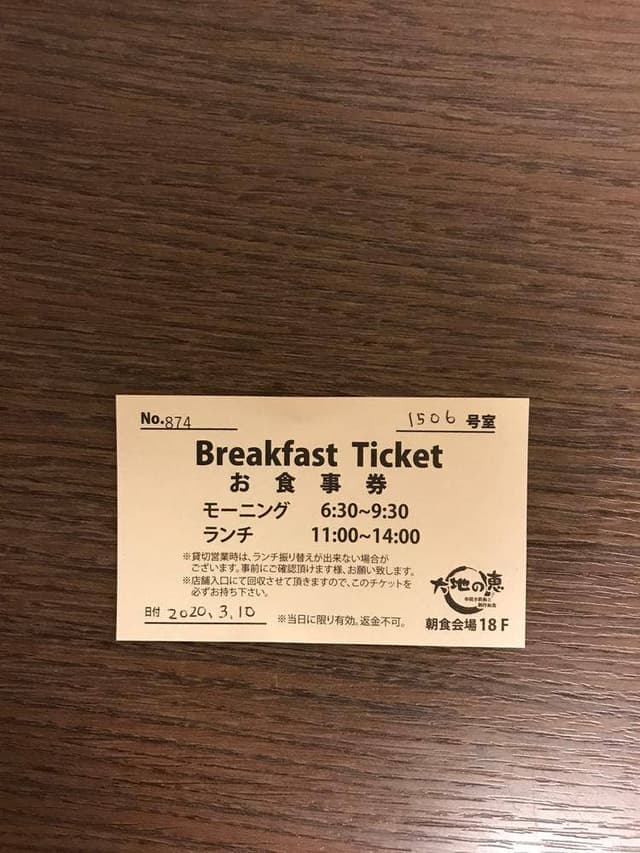 No.874
1506 号室
Breakfast Ticket
お食事券
モーニング 6:30~9:30
ランチ 11:00~14:00
※貸切営業時は、ランチ振り替えが出来ない場合が
ございます。事前にご確認頂けます様、お願い致します。
※店舗入口にて回収させて頂きますので、このチケットを
必ずお持ち下さい。
大地の恵
日付 2020.3.10
※当日に限り有効。返金不可。
朝食会場 18F